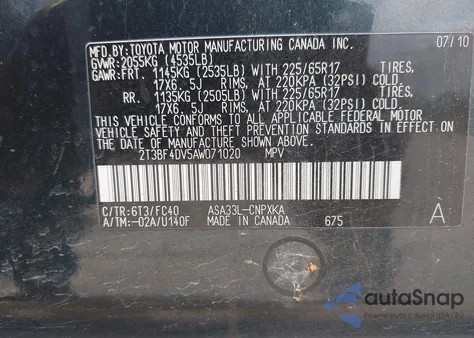 MFD.BY:TOYOTA MOTOR MANUFACTURING CANADA INC. 07/10
GVWR:2055KG (4535LB)
GAWR:FRT. 1145KG (2535LB) WITH 225/65R17 TIRES,
17X6. 5J RIMS, AT 220KPA (32PSI) COLD.
RR. 1135KG (2505LB) WITH 225/65R17 TIRES,
17X6. 5J RIMS, AT 220KPA (32PSI) COLD.
THIS VEHICLE CONFORMS TO ALL APPLICABLE FEDERAL MOTOR
VEHICLE SAFETY AND THEFT PREVENTION STANDARDS IN EFFECT ON
THE DATE OF MANUFACTURE SHOWN ABOVE.
2T3BF4DV5AW071020 MPV
C/TR:6T3/FC40 ASA33L-CNPXKA A
A/TM:-02A/U140F MADE IN CANADA 675
autoSnap